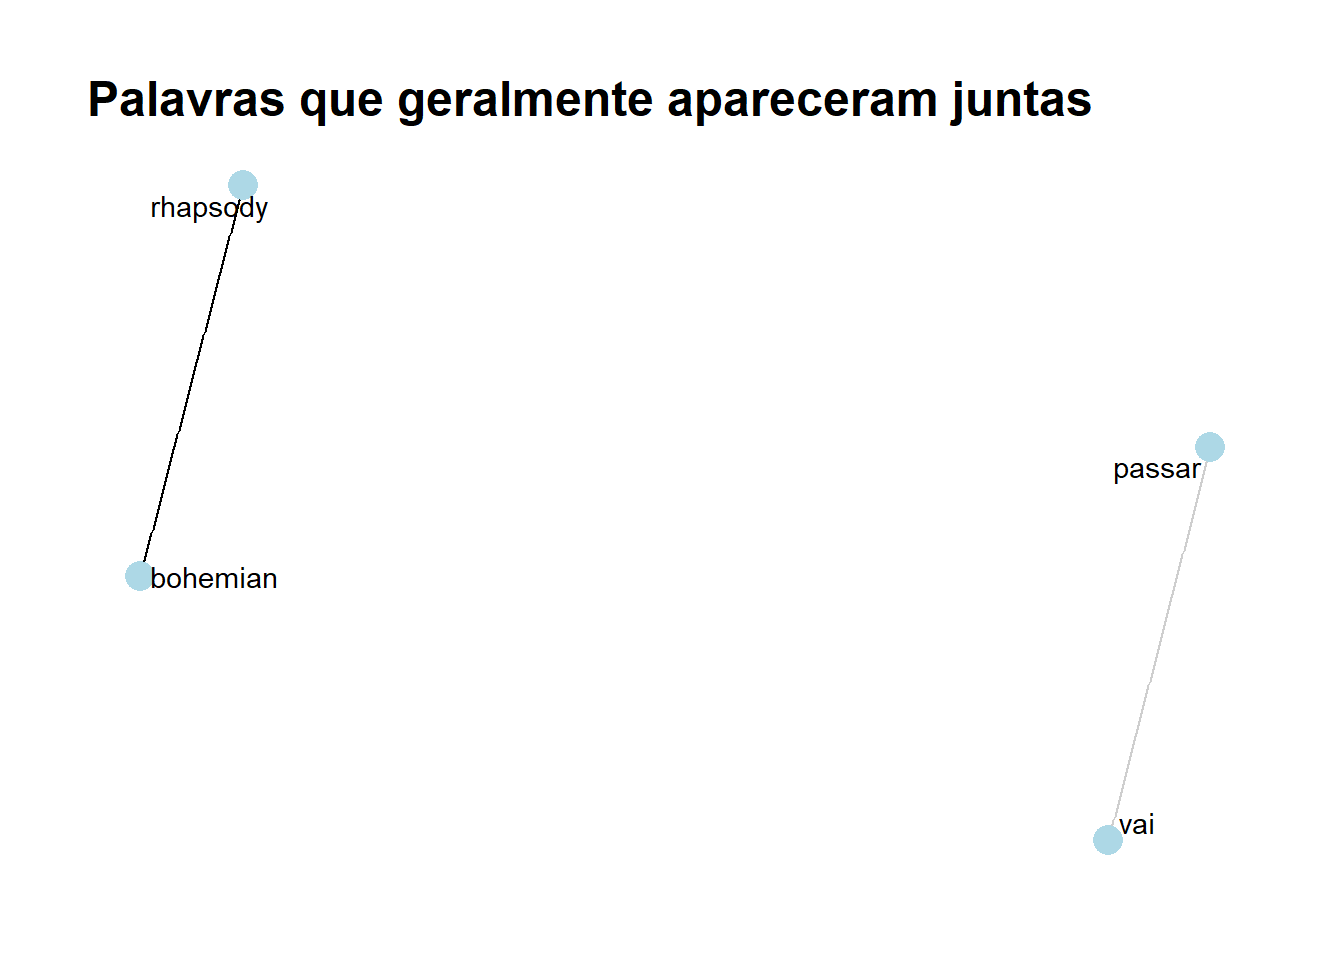 Palavras que geralmente apareceram juntas
rhapsody
passar
bohemian
vai